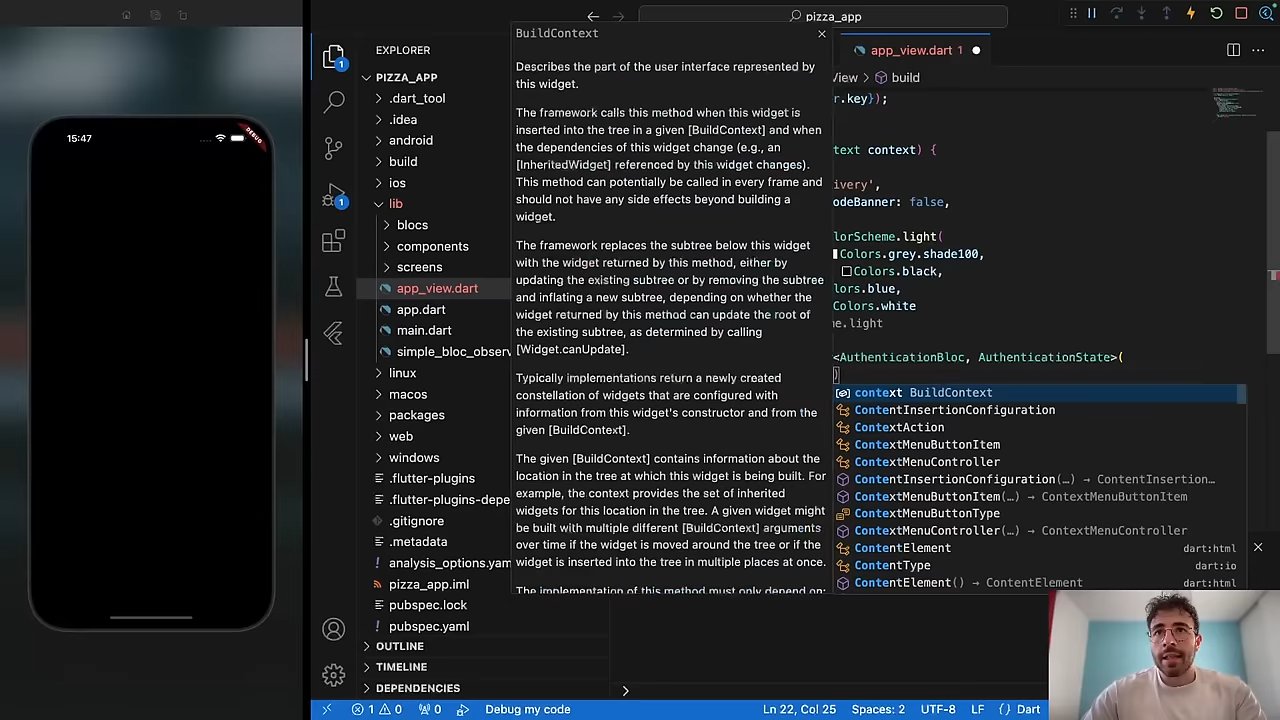 15:47
DEBUG
pizza_app
EXPLORER
PIZZA_APP
.dart_tool
.idea
android
build
ios
lib
blocs
components
screens
app_view.dart
app.dart
main.dart
simple_bloc_observ
linux
macos
packages
web
windows
.flutter-plugins
.flutter-plugins-depe
.gitignore
.metadata
analysis_options.yam
pizza_app.iml
pubspec.lock
pubspec.yaml
OUTLINE
TIMELINE
DEPENDENCIES
1
1
BuildContext
Describes the part of the user interface represented by
this widget.
The framework calls this method when this widget is
inserted into the tree in a given [BuildContext] and when
the dependencies of this widget change (e.g., an
[InheritedWidget] referenced by this widget changes).
This method can potentially be called in every frame and
should not have any side effects beyond building a
widget.
The framework replaces the subtree below this widget
with the widget returned by this method, either by
updating the existing subtree or by removing the subtree
and inflating a new subtree, depending on whether the
widget returned by this method can update the root of
the existing subtree, as determined by calling
[Widget.canUpdate].
Typically implementations return a newly created
constellation of widgets that are configured with
information from this widget's constructor and from the
given [BuildContext].
The given [BuildContext] contains information about the
location in the tree at which this widget is being built. For
example, the context provides the set of inherited
widgets for this location in the tree. A given widget might
be built with multiple different [BuildContext] arguments
over time if the widget is moved around the tree or if the
widget is inserted into the tree in multiple places at once.
The implementation of this method must only depend on:
app_view.dart 1
View > build
r.key});
text context) {
ivery',
odeBanner: false,
lorScheme.light(
Colors.grey.shade100,
Colors.black,
lors.blue,
Colors.white
me.light
<AuthenticationBloc, AuthenticationState>(
)
context BuildContext
ContentInsertionConfiguration
ContextAction
ContextMenuButtonItem
ContextMenuController
ContentInsertionConfiguration(…) → ContentInsertion…
ContextMenuButtonItem(…) → ContextMenuButtonItem
ContextMenuButtonType
ContextMenuController(…) → ContextMenuController
ContentElement dart:html
ContentType dart:io
ContentElement() → ContentElement dart:html
1 0 0 Debug my code Ln 22, Col 25 Spaces: 2 UTF-8 LF {} Dart